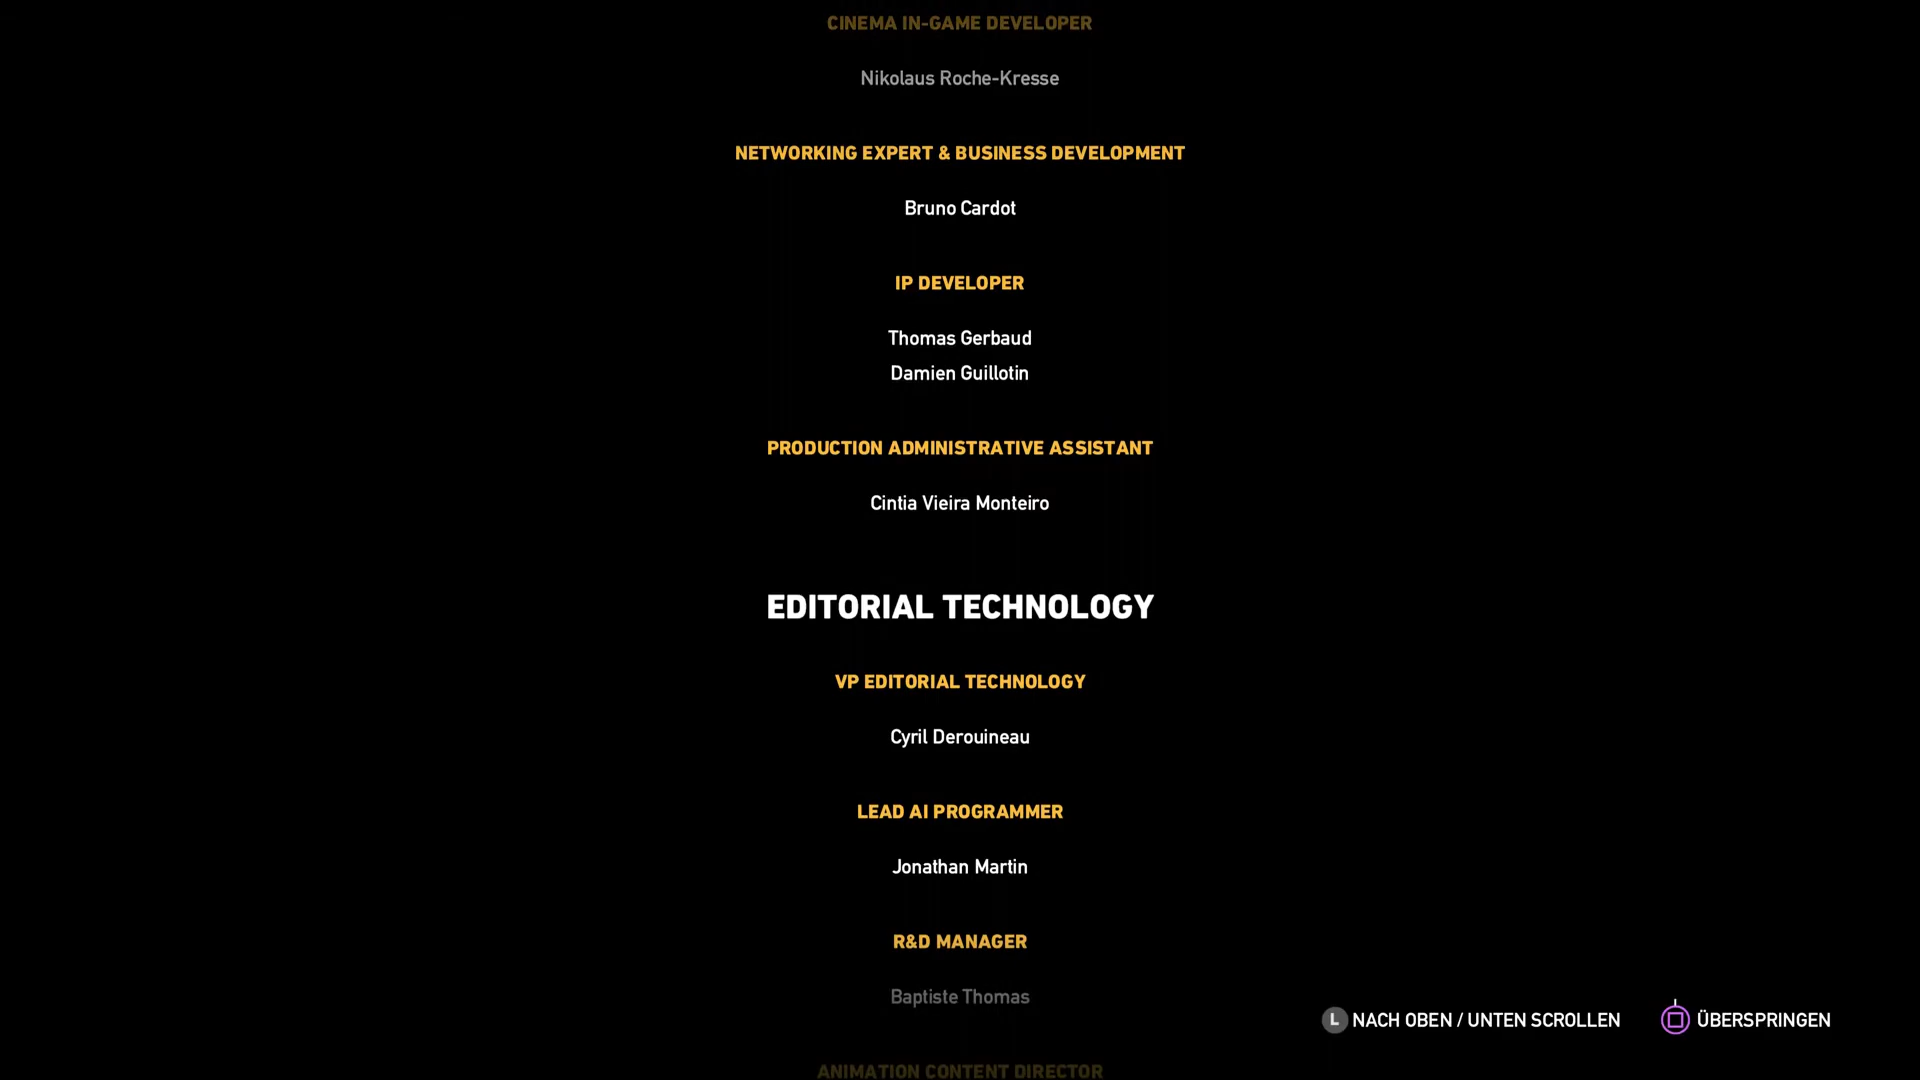 CINEMA IN-GAME DEVELOPER
Nikolaus Roche-Kresse
NETWORKING EXPERT & BUSINESS DEVELOPMENT
Bruno Cardot
IP DEVELOPER
Thomas Gerbaud
Damien Guillotin
PRODUCTION ADMINISTRATIVE ASSISTANT
Cintia Vieira Monteiro
EDITORIAL TECHNOLOGY
VP EDITORIAL TECHNOLOGY
Cyril Derouineau
LEAD AI PROGRAMMER
Jonathan Martin
R&D MANAGER
Baptiste Thomas
L NACH OBEN / UNTEN SCROLLEN
ÜBERSPRINGEN
ANIMATION CONTENT DIRECTOR